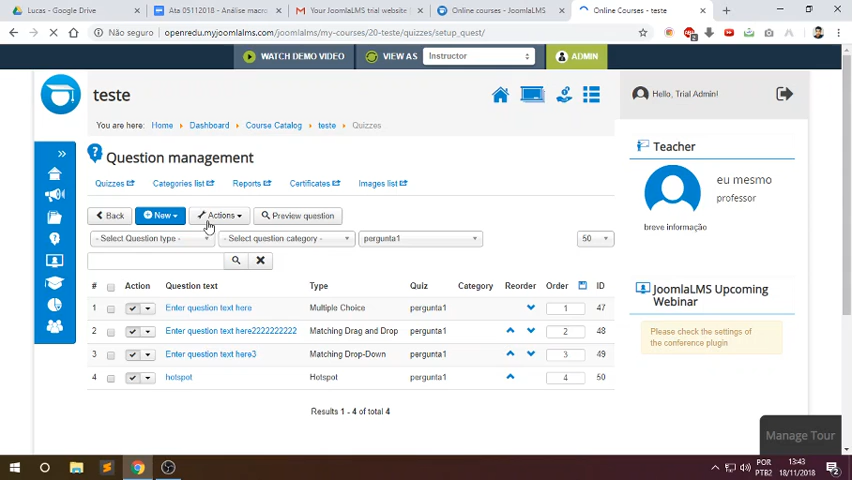 Lucas - Google Drive
Ata 05112018 - Análise macro
Your JoomlaLMS trial website
Online courses - JoomlaLMS
Online Courses - teste
Não seguro
openredu.myjoomlalms.com/joomlalms/my-courses/20-teste/quizzes/setup_quest/
2
WATCH DEMO VIDEO
VIEW AS
Instructor
ADMIN
teste
Hello, Trial Admin!
You are here: Home Dashboard Course Catalog teste Quizzes
Question management
Quizzes Categories list Reports Certificates Images list
Back New Actions Preview question
- Select Question type - - Select question category - pergunta1 50
# Action Question text Type Quiz Category Reorder Order ID
1 Enter question text here Multiple Choice pergunta1 1 47
2 Enter question text here2222222222 Matching Drag and Drop pergunta1 2 48
3 Enter question text here3 Matching Drop-Down pergunta1 3 49
4 hotspot Hotspot pergunta1 4 50
Results 1 - 4 of total 4
Teacher
eu mesmo
professor
breve informação
JoomlaLMS Upcoming
Webinar
Please check the settings of
the conference plugin
Manage Tour
POR
PTB2
13:43
18/11/2018